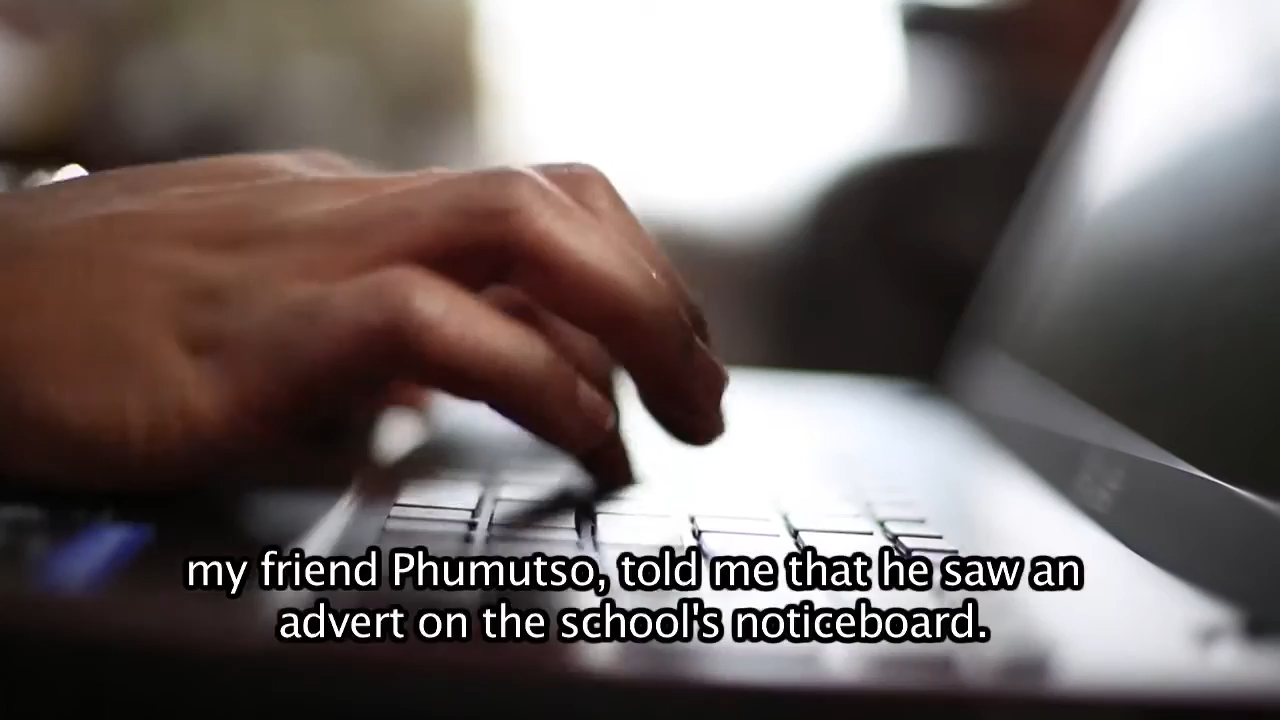 my friend Phumutso, told me that he saw an
advert on the school's noticeboard.